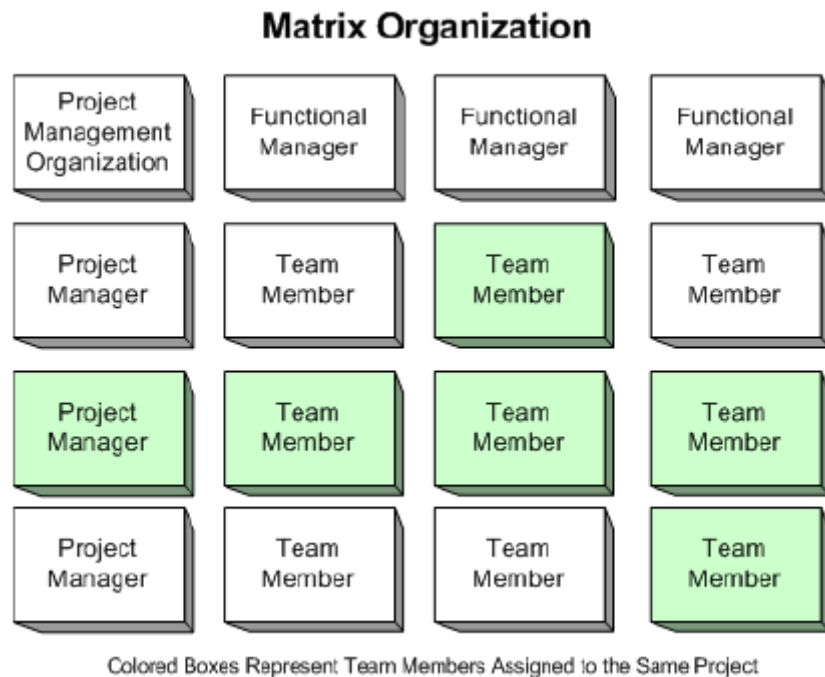 Matrix Organization
Project
Management
Organization
Functional
Manager
Functional
Manager
Functional
Manager
Project
Manager
Team
Member
Team
Member
Team
Member
Project
Manager
Team
Member
Team
Member
Team
Member
Project
Manager
Team
Member
Team
Member
Team
Member
Colored Boxes Represent Team Members Assigned to the Same Project